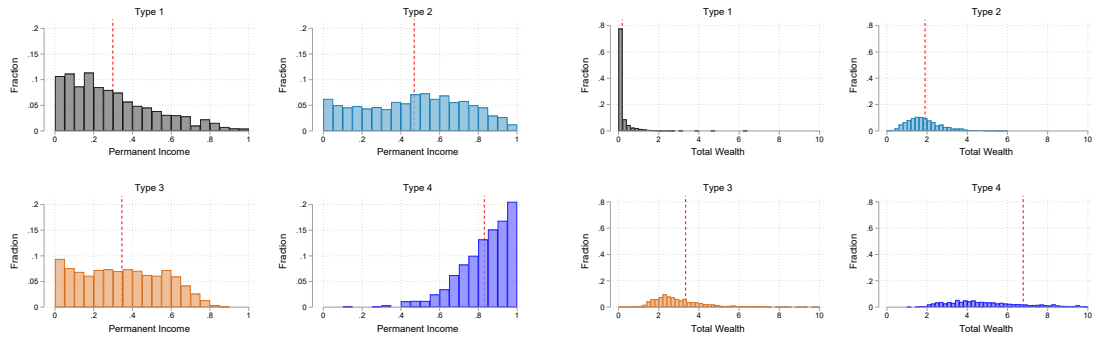 Type 1
.2
.15
.1
.05
0
Fraction
0 .2 .4 .6 .8 1
Permanent Income
Type 2
.2
.15
.1
.05
0
Fraction
0 .2 .4 .6 .8 1
Permanent Income
Type 1
.8
.6
.4
.2
0
Fraction
0 2 4 6 8 10
Total Wealth
Type 2
.8
.6
.4
.2
0
Fraction
0 2 4 6 8 10
Total Wealth
Type 3
.2
.15
.1
.05
0
Fraction
0 .2 .4 .6 .8 1
Permanent Income
Type 4
.2
.15
.1
.05
0
Fraction
0 .2 .4 .6 .8 1
Permanent Income
Type 3
.8
.6
.4
.2
0
Fraction
0 2 4 6 8 10
Total Wealth
Type 4
.8
.6
.4
.2
0
Fraction
0 2 4 6 8 10
Total Wealth